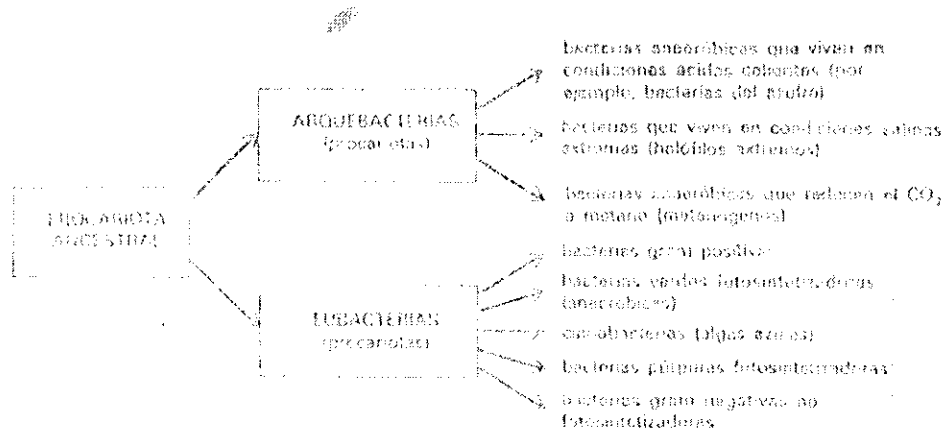 bacterias anaeróbicas que viven en
condiciones ácidas calientes (por
ejemplo, bacterias del azufre)
ARQUEBACTERIAS
(procariotas)
bacterias que viven en condiciones salinas
extremas (halófilos extremos)
bacterias anaeróbicas que reducen el CO₂
a metano (metanógenos)
PROCARIOTA
ANCESTRAL
bacterias gram positivas
bacterias verdes fotosintetizadoras
(anaeróbicas)
EUBACTERIAS
(procariotas)
cianobacterias (algas azules)
bacterias púrpuras fotosintetizadoras
bacterias gram negativas no
fotosintetizadoras